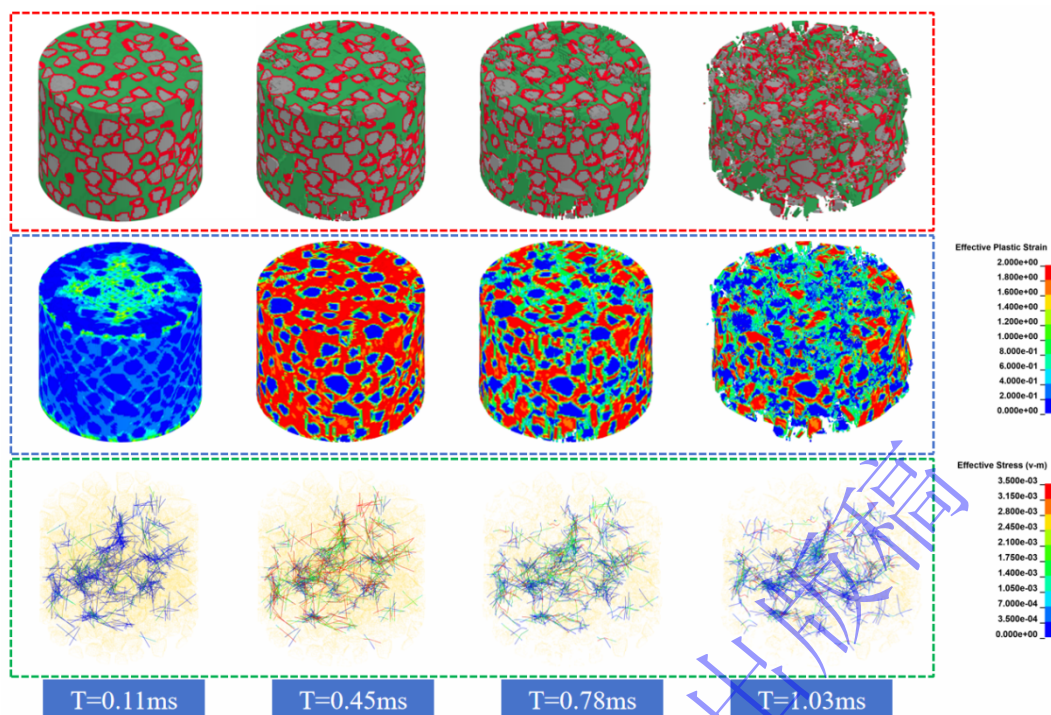 Effective Plastic Strain
2.000e+00
1.800e+00
1.600e+00
1.400e+00
1.200e+00
1.000e+00
8.000e-01
6.000e-01
4.000e-01
2.000e-01
0.000e+00
Effective Stress (v-m)
3.500e-03
3.150e-03
2.800e-03
2.450e-03
2.100e-03
1.750e-03
1.400e-03
1.050e-03
7.000e-04
3.500e-04
0.000e+00
出版稿
T=0.11ms
T=0.45ms
T=0.78ms
T=1.03ms